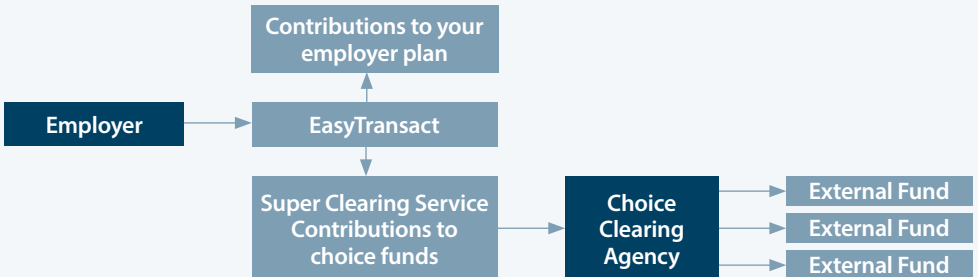 Contributions to your
employer plan
Employer
EasyTransact
Super Clearing Service
Contributions to
choice funds
Choice
Clearing
Agency
External Fund
External Fund
External Fund